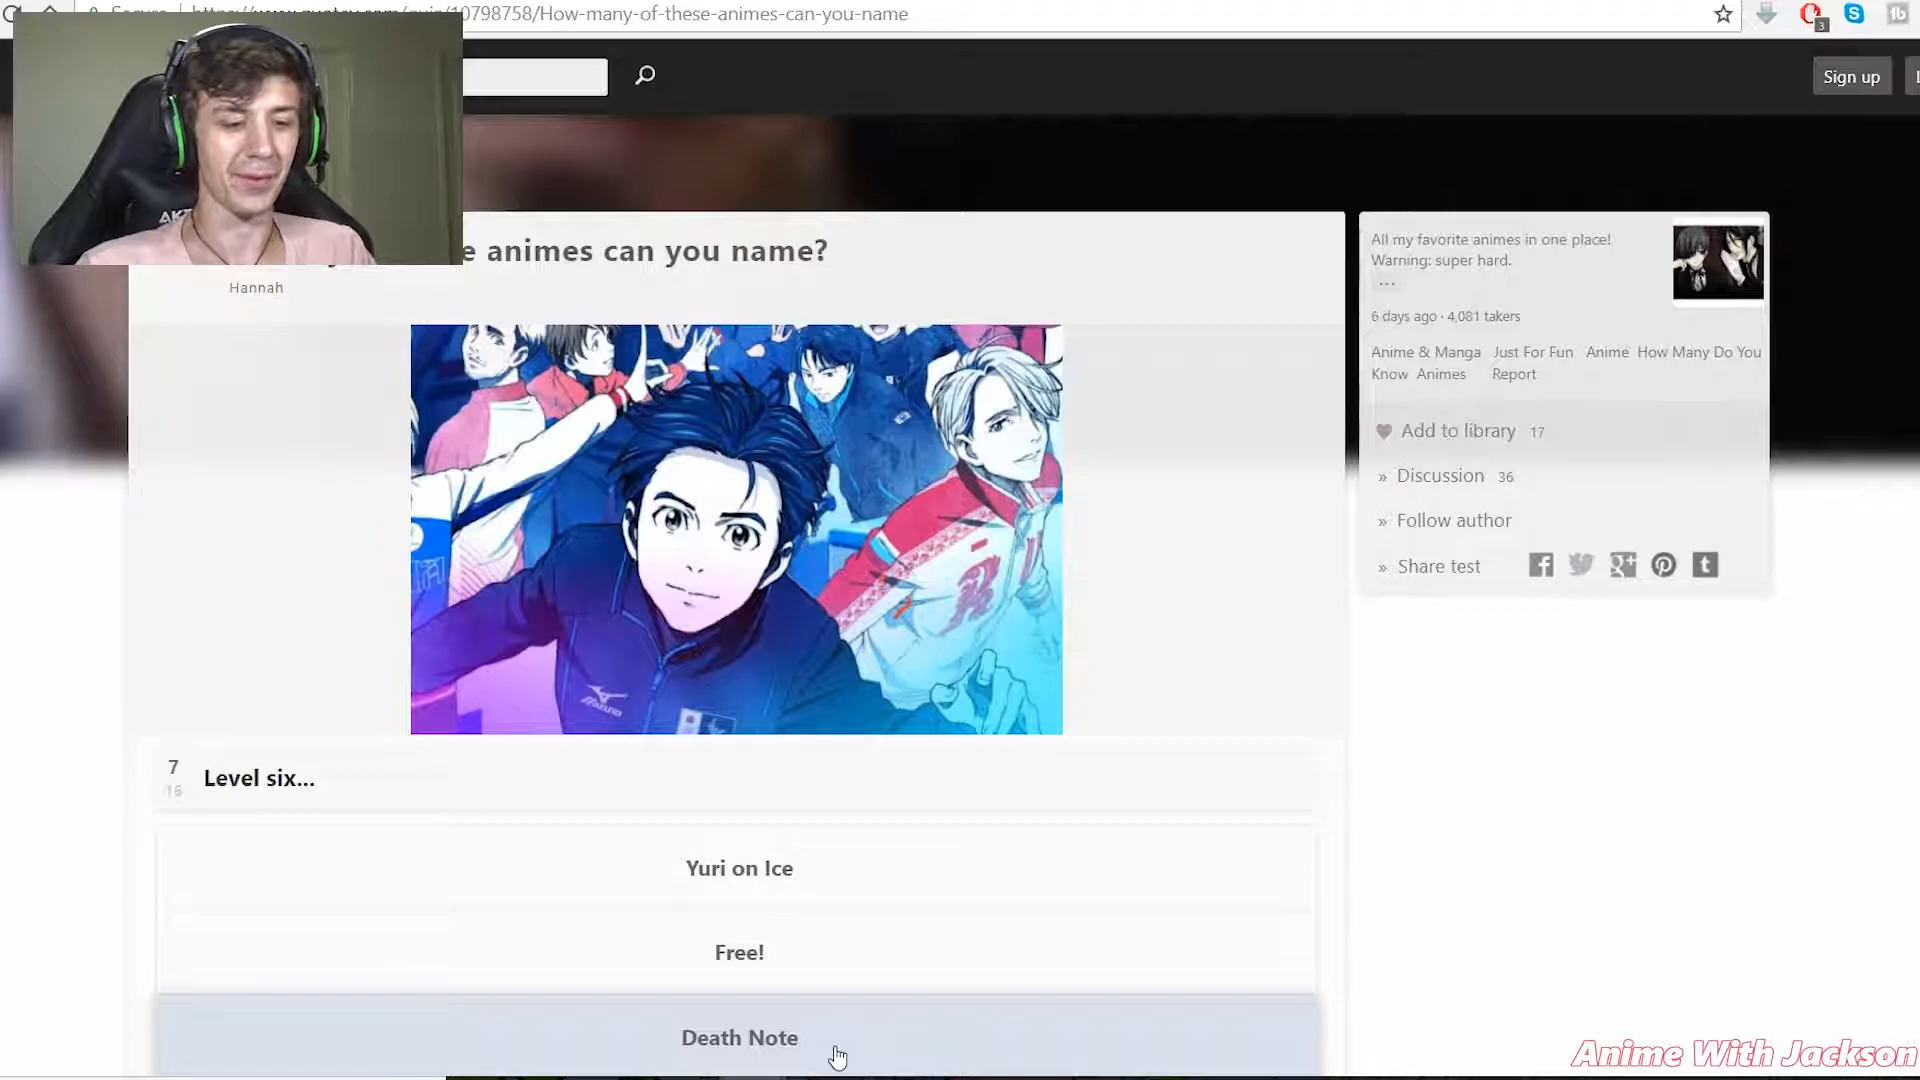 /10798758/How-many-of-these-animes-can-you-name
3
Sign up
animes can you name?
Hannah
All my favorite animes in one place!
Warning: super hard.
...
6 days ago · 4,081 takers
Anime & Manga Just For Fun Anime How Many Do You
Know Animes Report
Add to library 17
» Discussion 36
» Follow author
» Share test
MIZUNO
7
16
Level six...
Yuri on Ice
Free!
Death Note
Anime With Jackson